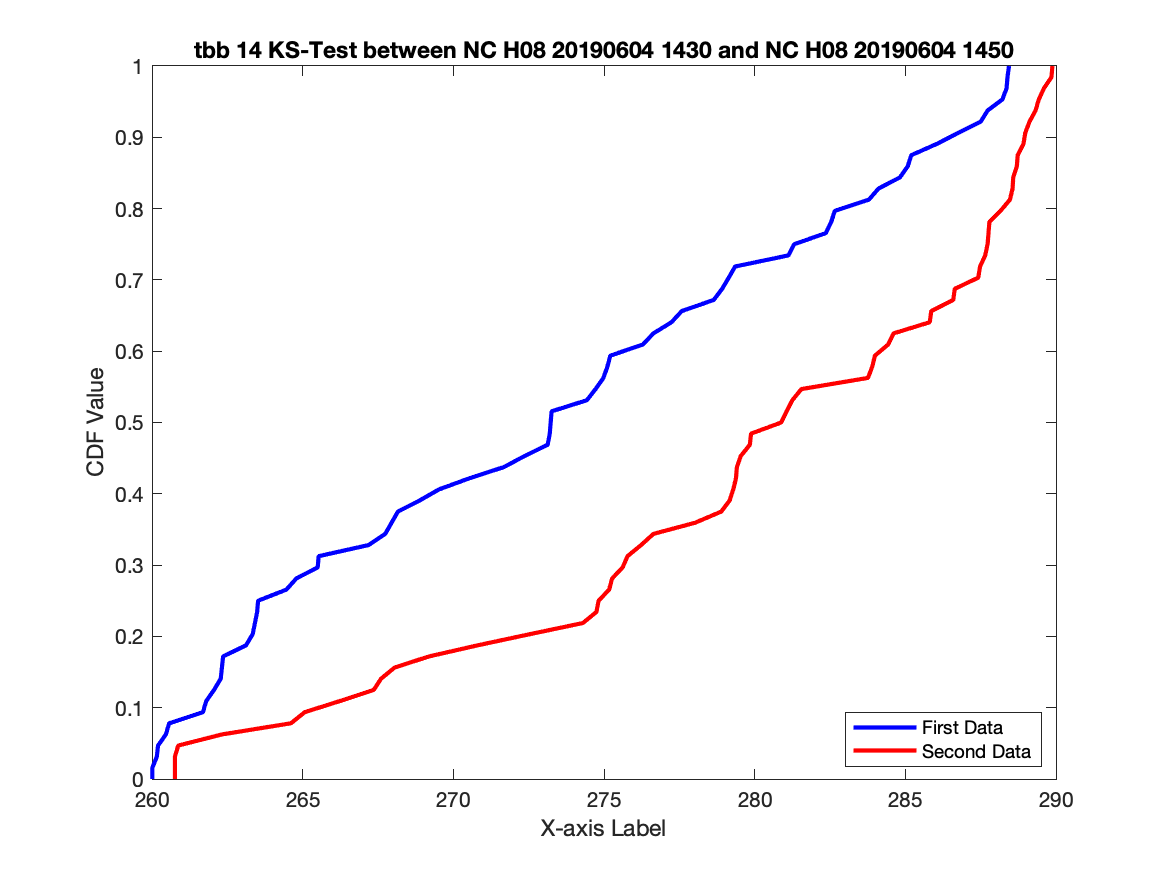 tbb 14 KS-Test between NC H08 20190604 1430 and NC H08 20190604 1450
1
0.9
0.8
0.7
0.6
0.5
0.4
0.3
0.2
0.1
0
CDF Value
First Data
Second Data
260 265 270 275 280 285 290
X-axis Label